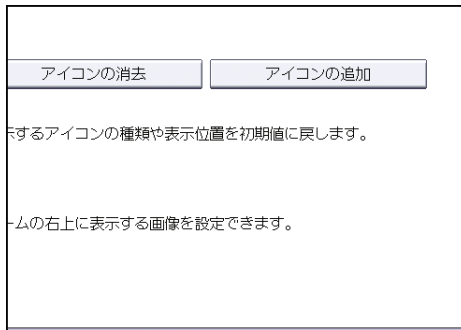 アイコンの消去 アイコンの追加
示するアイコンの種類や表示位置を初期値に戻します。
ームの右上に表示する画像を設定できます。